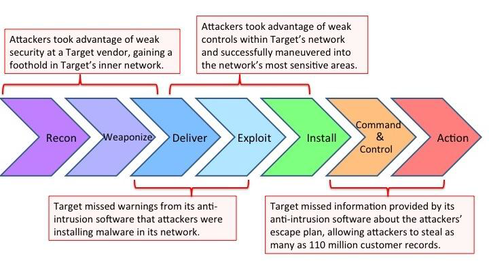 Attackers took advantage of weak
security at a Target vendor, gaining a
foothold in Target's inner network.
Attackers took advantage of weak
controls within Target's network
and successfully maneuvered into
the network's most sensitive areas.
Recon
Weaponize
Deliver
Exploit
Install
Command
&
Control
Action
Target missed warnings from its anti-
intrusion software that attackers were
installing malware in its network.
Target missed information provided by its
anti-intrusion software about the attackers'
escape plan, allowing attackers to steal as
many as 110 million customer records.